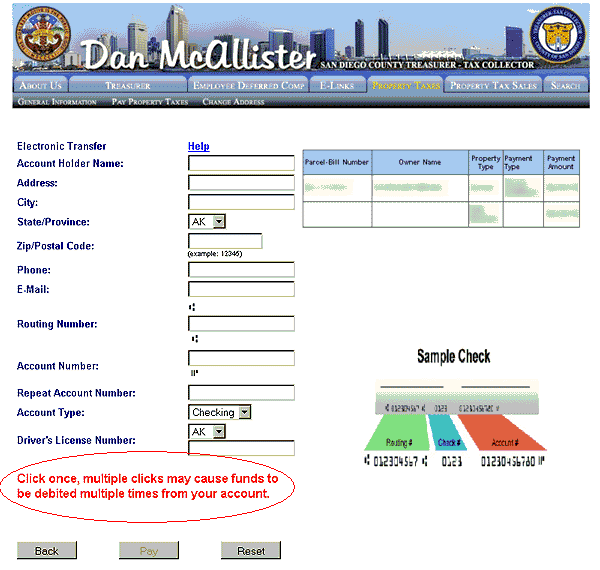 Dan McAllister
SAN DIEGO COUNTY TREASURER - TAX COLLECTOR
ABOUT US TREASURER EMPLOYEE DEFERRED COMP E-LINKS PROPERTY TAXES PROPERTY TAX SALES SEARCH
GENERAL INFORMATION PAY PROPERTY TAXES CHANGE ADDRESS
Electronic Transfer Help
Account Holder Name:
Address:
City:
State/Province: AK
Zip/Postal Code:
(example: 12345)
Phone:
E-Mail:
⑆
Routing Number:
⑆
Account Number:
⑈
Repeat Account Number:
Account Type: Checking
Driver's License Number: AK
Click once, multiple clicks may cause funds to
be debited multiple times from your account.
Back Pay Reset
Parcel-Bill Number Owner Name Property Type Payment Type Payment Amount
Sample Check
⑆ 012304567 ⑆ 0123 01230456780
Routing # Check # Account #
⑆ 012304567 ⑆ 0123 01230456780 ⑈